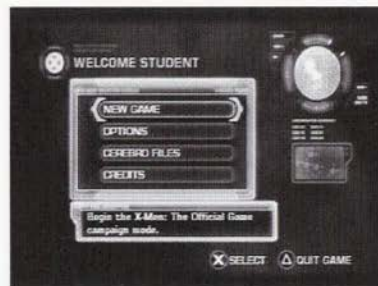 WELCOME STUDENT
NEW GAME
OPTIONS
CEREBRO FILES
CREDITS
Begin the X-Men: The Official Game
campaign mode.
SELECT
QUIT GAME